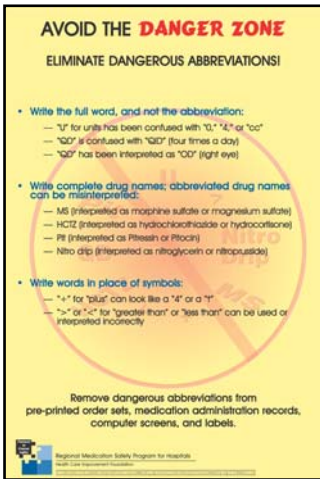 AVOID THE DANGER ZONE
ELIMINATE DANGEROUS ABBREVIATIONS!
• Write the full word, and not the abbreviation:
— "U" for units has been confused with "0," "4," or "cc"
— "QD" is confused with "QID" (four times a day)
— "QD" has been interpreted as "OD" (right eye)
• Write complete drug names; abbreviated drug names
can be misinterpreted:
— MS (interpreted as morphine sulfate or magnesium sulfate)
— HCTZ (interpreted as hydrochlorothiazide or hydrocortisone)
— Pit (interpreted as Pitressin or Pitocin)
— Nitro drip (interpreted as nitroglycerin or nitroprusside)
Nitro
Drip
MS
• Write words in place of symbols:
— "+" for "plus" can look like a "4" or a "t"
— ">" or "<" for "greater than" or "less than" can be used or
interpreted incorrectly
Remove dangerous abbreviations from
pre-printed order sets, medication administration records,
computer screens, and labels.
Regional Medication Safety Program for Hospitals
Health Care Improvement Foundation